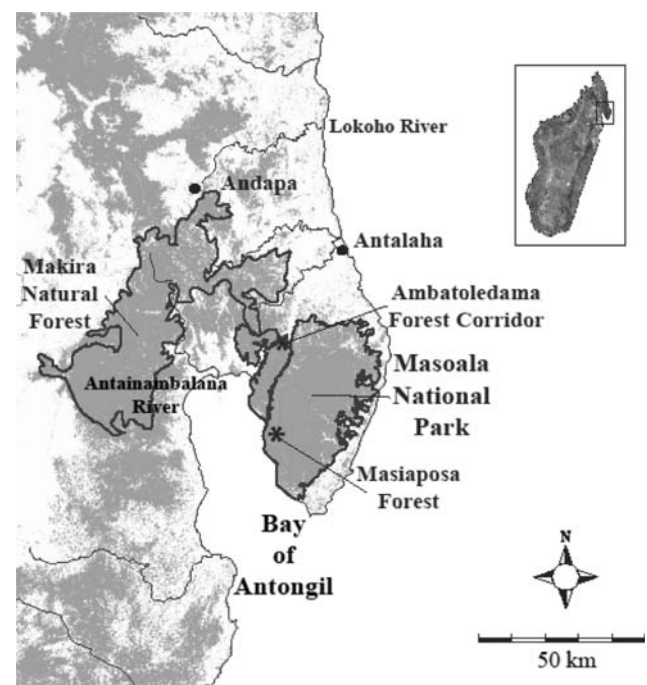 Lokoho River
Andapa
Antalaha
Makira
Natural
Forest
Ambatoledama
Forest Corridor
Masoala
National
Park
Antainambalana
River
Masiaposa
Forest
Bay
of
Antongil
N
50 km